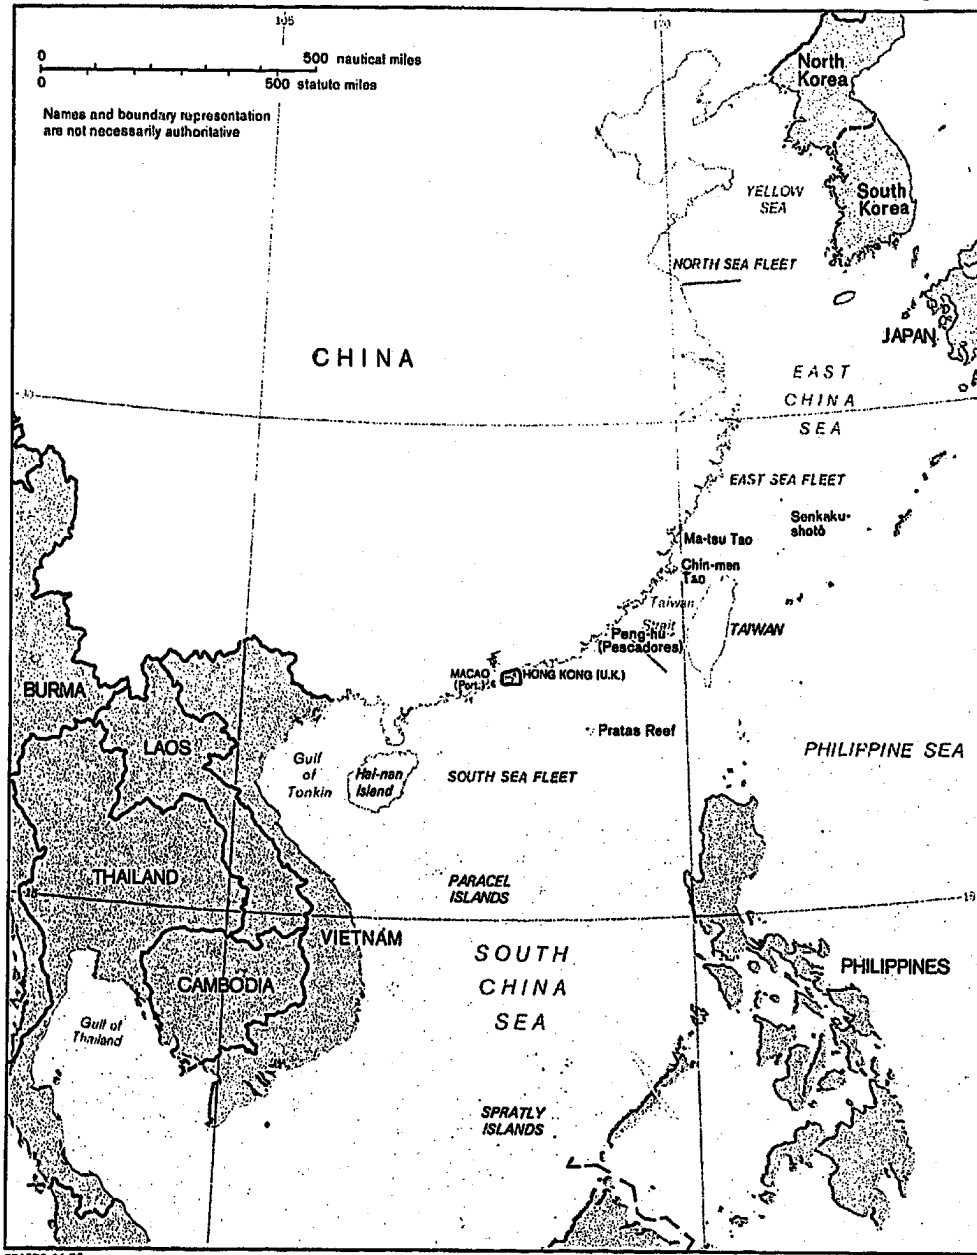 105
120
0
500 nautical miles
0
500 statute miles
Names and boundary representation
are not necessarily authoritative
North
Korea
YELLOW
SEA
South
Korea
NORTH SEA FLEET
JAPAN
CHINA
EAST
CHINA
SEA
30
EAST SEA FLEET
Senkaku-
shotō
Ma-tsu Tao
Chin-men
Tao
Taiwan
Strait
TAIWAN
Peng-hu
(Pescadores)
MACAO
(Port.)
HONG KONG (U.K.)
BURMA
Pratas Reef
LAOS
PHILIPPINE SEA
Gulf
of
Tonkin
Hai-nan
Island
SOUTH SEA FLEET
THAILAND
PARACEL
ISLANDS
15
15
VIETNAM
SOUTH
CHINA
SEA
PHILIPPINES
CAMBODIA
Gulf of
Thailand
SPRATLY
ISLANDS